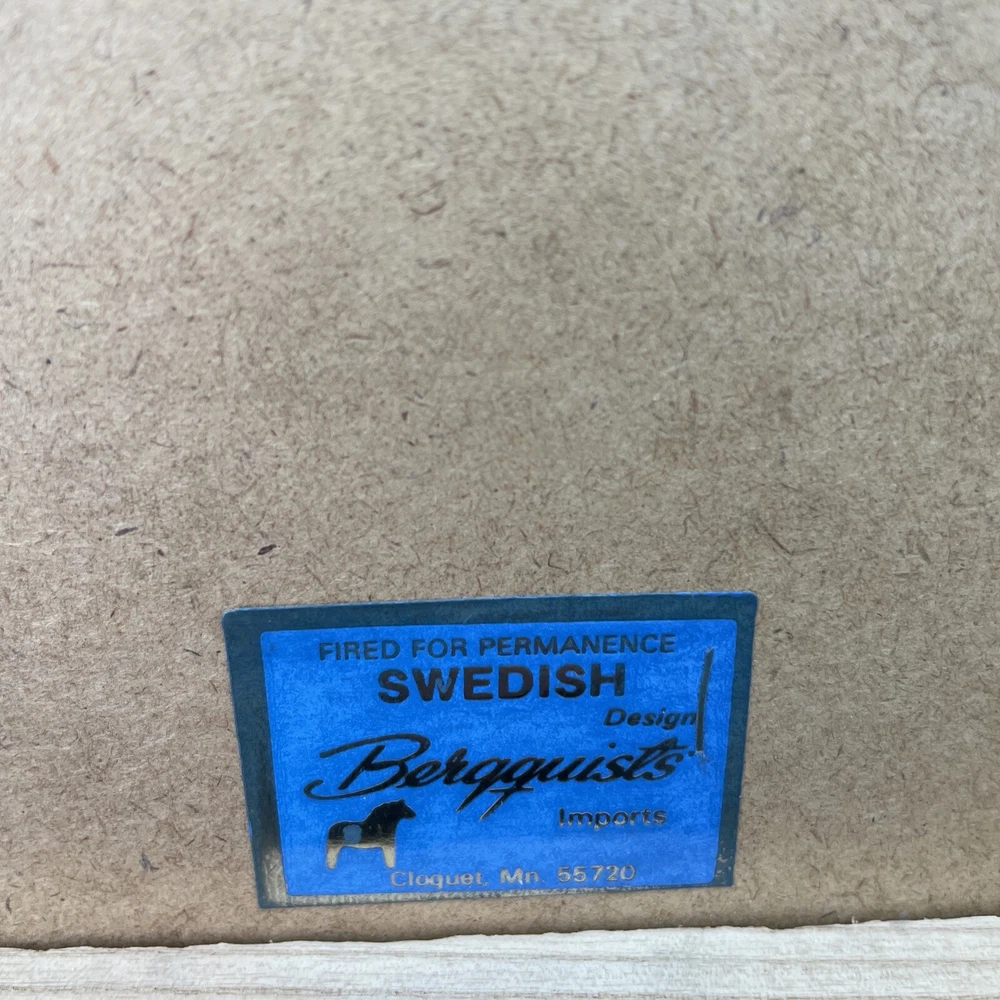 FIRED FOR PERMANENCE
SWEDISH
Design
Bergquists
Imports
Cloquet, Mn. 55720